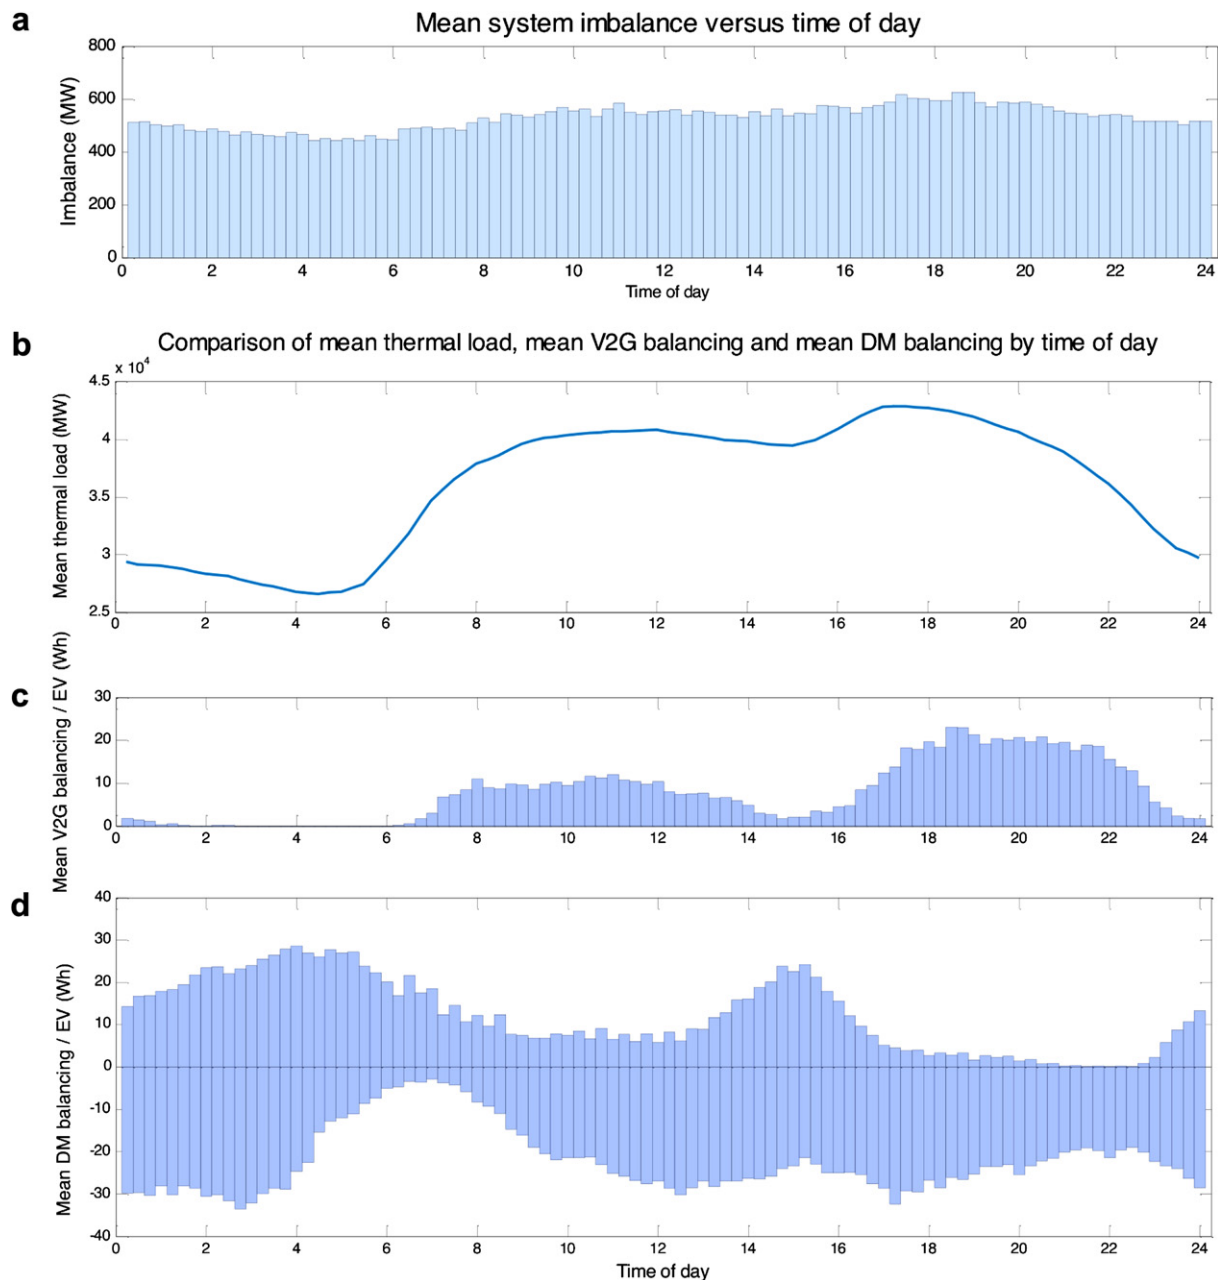 a
Mean system imbalance versus time of day
800
600
400
200
0
Imbalance (MW)
0 2 4 6 8 10 12 14 16 18 20 22 24
Time of day
b
Comparison of mean thermal load, mean V2G balancing and mean DM balancing by time of day
x 10^4
4.5
4
3.5
3
2.5
Mean thermal load (MW)
0 2 4 6 8 10 12 14 16 18 20 22 24
c
30
20
10
0
Mean V2G balancing / EV (Wh)
0 2 4 6 8 10 12 14 16 18 20 22 24
d
40
30
20
10
0
-10
-20
-30
-40
Mean DM balancing / EV (Wh)
0 2 4 6 8 10 12 14 16 18 20 22 24
Time of day